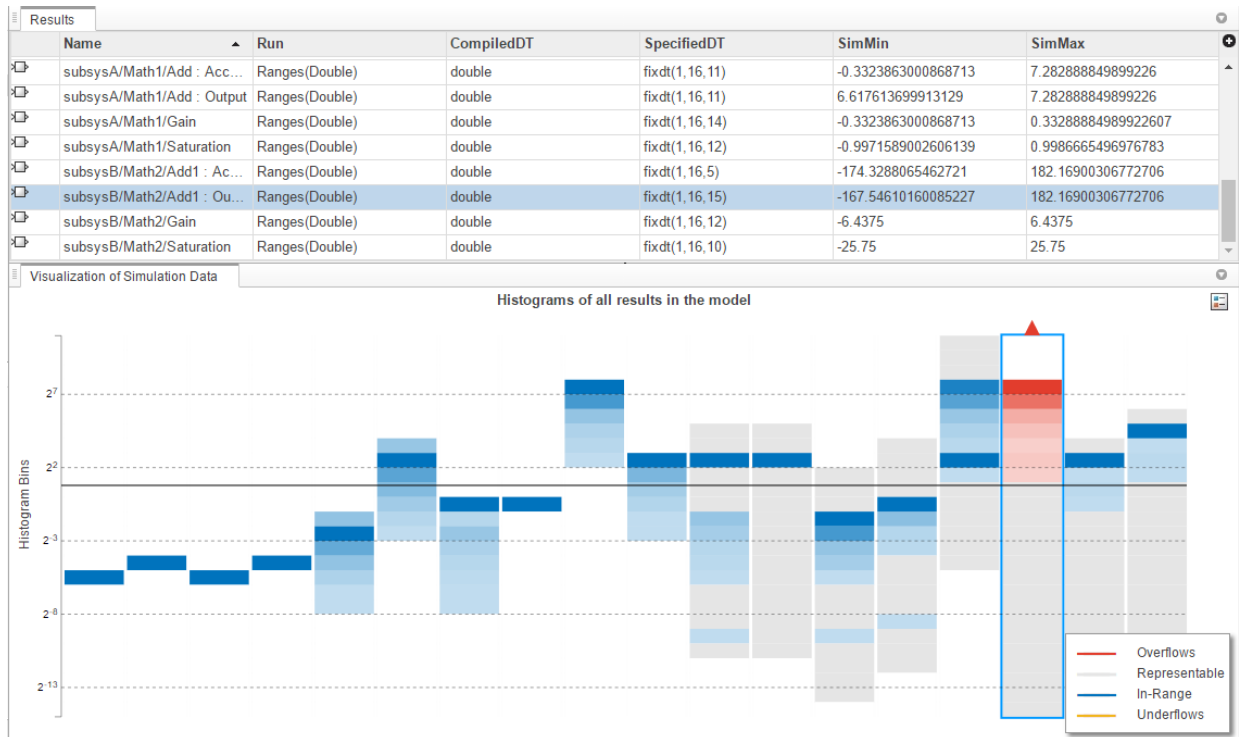 Results
Name Run CompiledDT SpecifiedDT SimMin SimMax
subsysA/Math1/Add : Acc... Ranges(Double) double fixdt(1,16,11) -0.3323863000868713 7.282888849899226
subsysA/Math1/Add : Output Ranges(Double) double fixdt(1,16,11) 6.617613699913129 7.282888849899226
subsysA/Math1/Gain Ranges(Double) double fixdt(1,16,14) -0.3323863000868713 0.33288884989922607
subsysA/Math1/Saturation Ranges(Double) double fixdt(1,16,12) -0.9971589002606139 0.9986665496976783
subsysB/Math2/Add1 : Ac... Ranges(Double) double fixdt(1,16,5) -174.3288065462721 182.16900306772706
subsysB/Math2/Add1 : Ou... Ranges(Double) double fixdt(1,16,15) -167.54610160085227 182.16900306772706
subsysB/Math2/Gain Ranges(Double) double fixdt(1,16,12) -6.4375 6.4375
subsysB/Math2/Saturation Ranges(Double) double fixdt(1,16,10) -25.75 25.75
Visualization of Simulation Data
Histograms of all results in the model
Histogram Bins
2^7
2^2
2^-3
2^-8
2^-13
Overflows
Representable
In-Range
Underflows